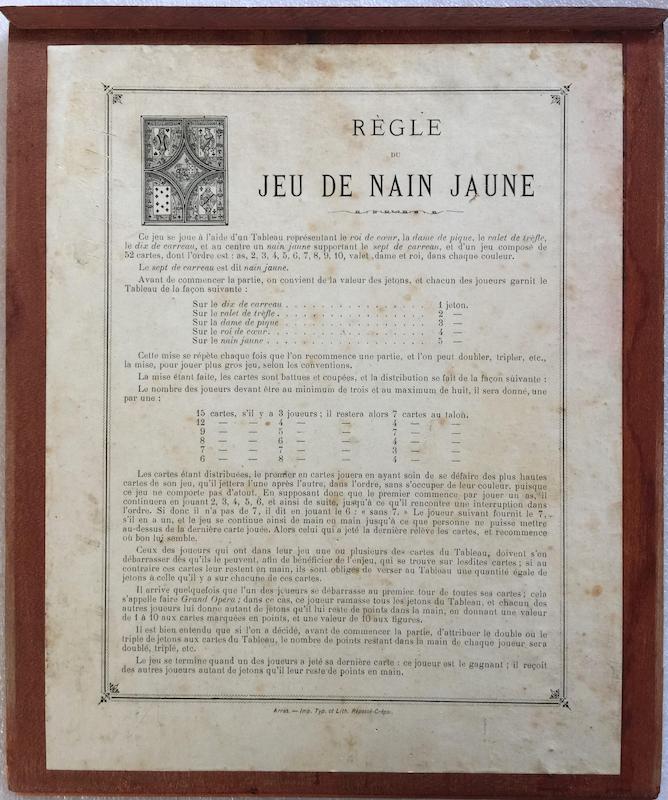 RÈGLE
DU
JEU DE NAIN JAUNE
Ce jeu se joue à l'aide d'un Tableau représentant le roi de cœur, la dame de pique, le valet de trèfle,
le dix de carreau, et au centre un nain jaune supportant le sept de carreau, et d'un jeu composé de
52 cartes, dont l'ordre est : as, 2, 3, 4, 5, 6, 7, 8, 9, 10, valet, dame et roi, dans chaque couleur.
Le sept de carreau est dit nain jaune.
Avant de commencer la partie, on convient de la valeur des jetons, et chacun des joueurs garnit le
Tableau de la façon suivante :
Sur le dix de carreau . . . . . . . . . . . . . . . . 1 jeton.
Sur le valet de trèfle . . . . . . . . . . . . . . . . 2 —
Sur la dame de pique . . . . . . . . . . . . . . . . 3 —
Sur le roi de cœur . . . . . . . . . . . . . . . . 4 —
Sur le nain jaune . . . . . . . . . . . . . . . . 5 —
Cette mise se répète chaque fois que l'on recommence une partie, et l'on peut doubler, tripler, etc.,
la mise, pour jouer plus gros jeu, selon les conventions.
La mise étant faite, les cartes sont battues et coupées, et la distribution se fait de la façon suivante :
Le nombre des joueurs devant être au minimum de trois et au maximum de huit, il sera donné, une
par une :
15 cartes, s'il y a 3 joueurs ; il restera alors 7 cartes au talon.
12 — — 4 — — 4 —
9 — — 5 — — 7 —
8 — — 6 — — 4 —
7 — — 7 — — 3 —
6 — — 8 — — 4 —
Les cartes étant distribuées, le premier en cartes jouera en ayant soin de se défaire des plus hautes
cartes de son jeu, qu'il jettera l'une après l'autre, dans l'ordre, sans s'occuper de leur couleur, puisque
ce jeu ne comporte pas d'atout. En supposant donc que le premier commence par jouer un as, il
continuera en jouant 2, 3, 4, 5, 6, et ainsi de suite, jusqu'à ce qu'il rencontre une interruption dans
l'ordre. Si donc il n'a pas de 7, il dit en jouant le 6 : « sans 7. » Le joueur suivant fournit le 7,
s'il en a un, et le jeu se continue ainsi de main en main jusqu'à ce que personne ne puisse mettre
au-dessus de la dernière carte jouée. Alors celui qui a jeté la dernière relève les cartes, et recommence
où bon lui semble.
Ceux des joueurs qui ont dans leur jeu une ou plusieurs des cartes du Tableau, doivent s'en
débarrasser dès qu'ils le peuvent, afin de bénéficier de l'enjeu, qui se trouve sur lesdites cartes ; si au
contraire ces cartes leur restent en main, ils sont obligés de verser au Tableau une quantité égale de
jetons à celle qu'il y a sur chacune de ces cartes.
Il arrive quelquefois que l'un des joueurs se débarrasse au premier tour de toutes ses cartes ; cela
s'appelle faire Grand Opéra ; dans ce cas, ce joueur ramasse tous les jetons du Tableau, et chacun des
autres joueurs lui donne autant de jetons qu'il lui reste de points dans la main, en donnant une valeur
de 1 à 10 aux cartes marquées en points, et une valeur de 10 aux figures.
Il est bien entendu que si l'on a décidé, avant de commencer la partie, d'attribuer le double ou le
triple de jetons aux cartes du Tableau, le nombre de points restant dans la main de chaque joueur sera
doublé, triplé, etc.
Le jeu se termine quand un des joueurs a jeté sa dernière carte : ce joueur est le gagnant ; il reçoit
des autres joueurs autant de jetons qu'il leur reste de points en main.
Arras. — Imp. Typ. et Lith. Répessé-Crépel